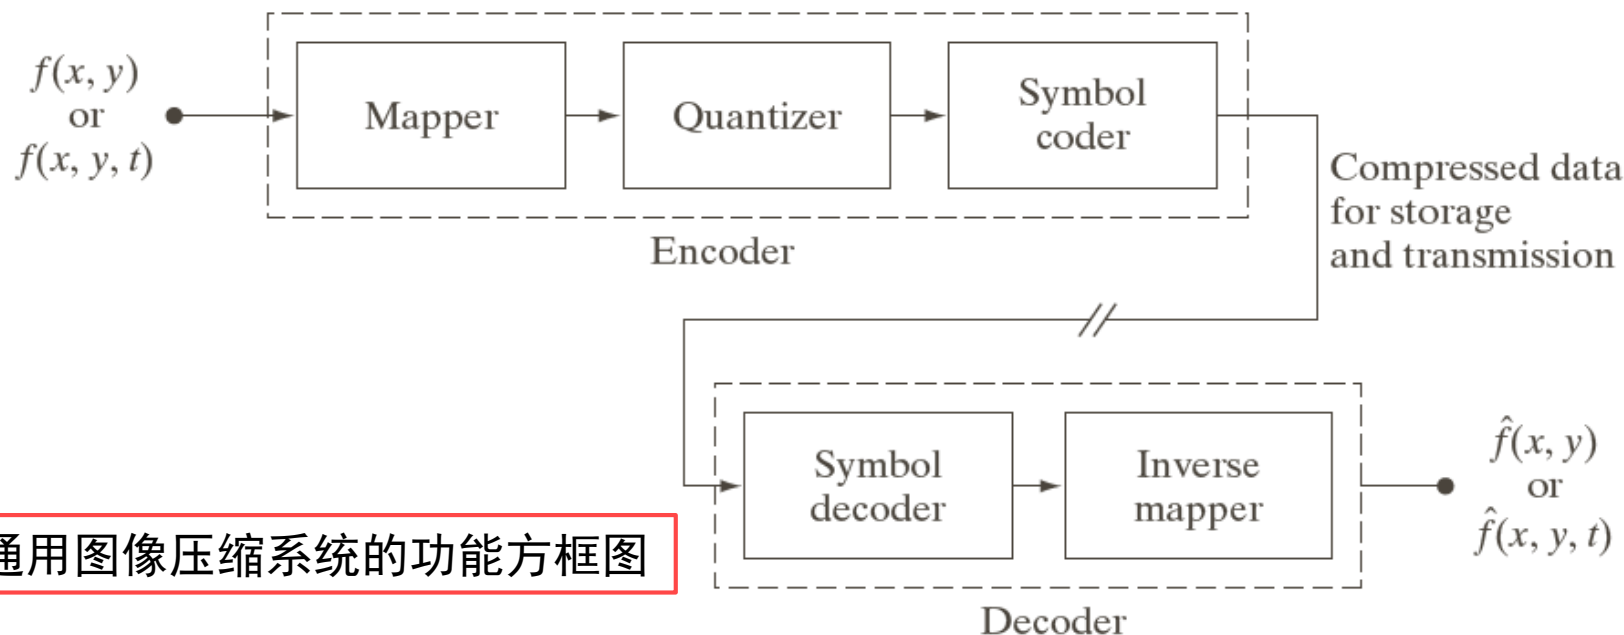 f(x, y)
or
f(x, y, t)
Mapper
Quantizer
Symbol
coder
Encoder
Compressed data
for storage
and transmission
Symbol
decoder
Inverse
mapper
Decoder
f̂(x, y)
or
f̂(x, y, t)
通用图像压缩系统的功能方框图